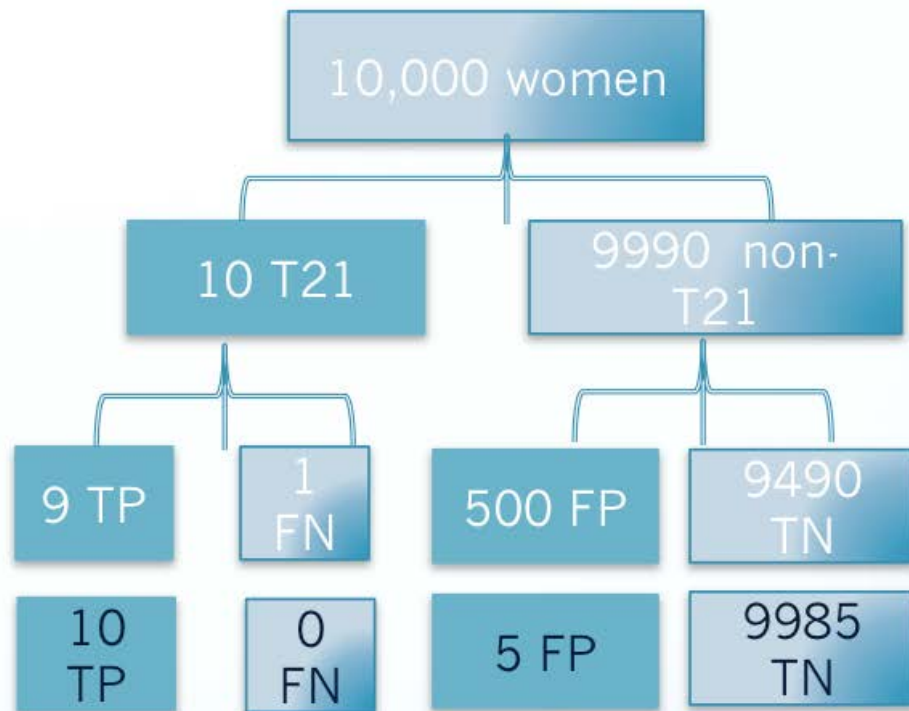 10,000 women
10 T21
9990 non-
T21
9 TP
1
FN
500 FP
9490
TN
10
TP
0
FN
5 FP
9985
TN